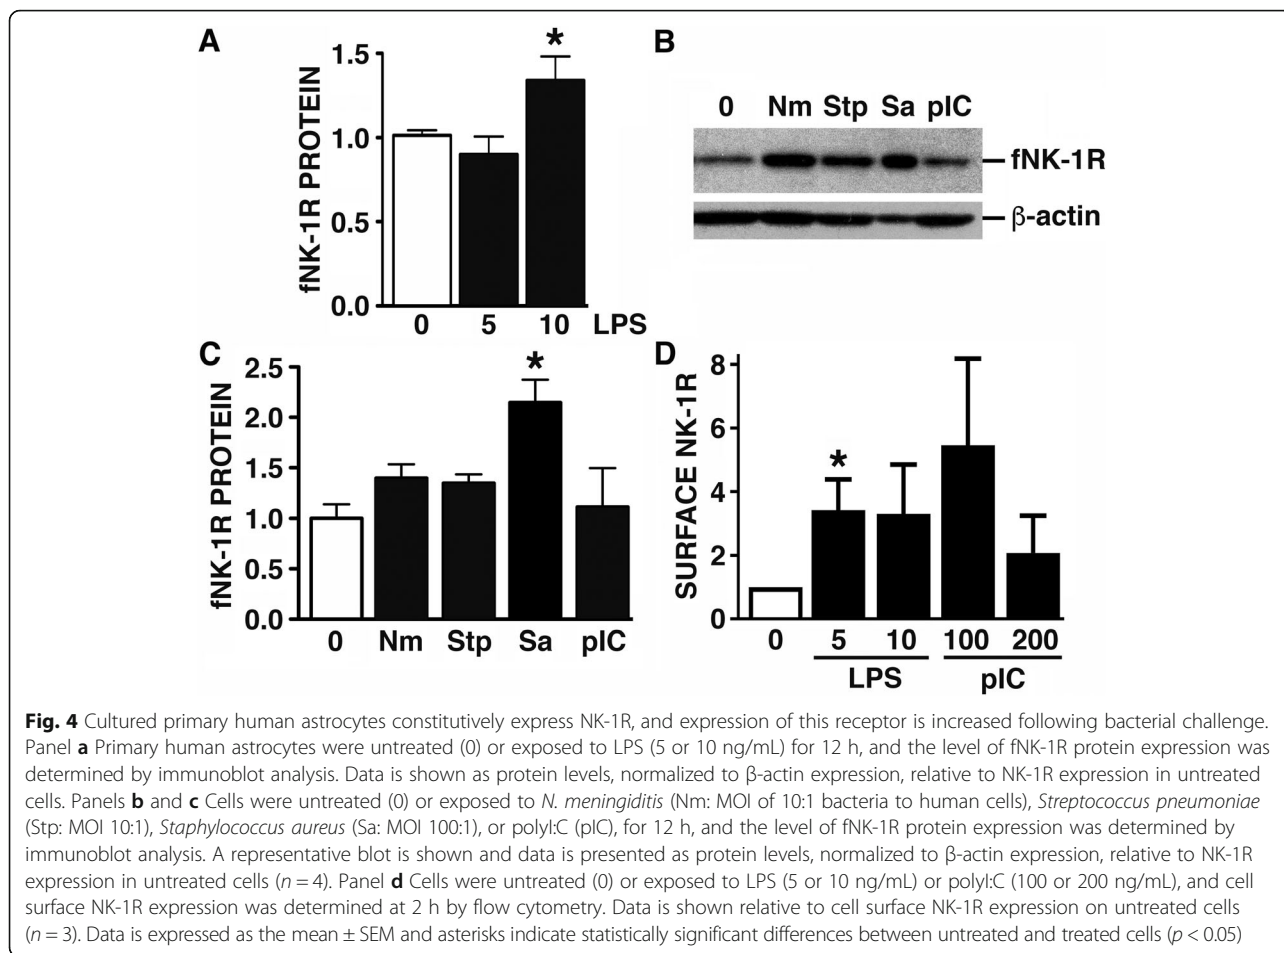 A
*
fNK-1R PROTEIN
1.5
1.0
0.5
0.0
0 5 10 LPS
B
0 Nm Stp Sa pIC
fNK-1R
β-actin
C
*
fNK-1R PROTEIN
2.5
2.0
1.5
1.0
0.5
0.0
0 Nm Stp Sa pIC
D
*
SURFACE NK-1R
8
6
4
2
0
0 5 10 100 200
LPS pIC
Fig. 4 Cultured primary human astrocytes constitutively express NK-1R, and expression of this receptor is increased following bacterial challenge.
Panel a Primary human astrocytes were untreated (0) or exposed to LPS (5 or 10 ng/mL) for 12 h, and the level of fNK-1R protein expression was
determined by immunoblot analysis. Data is shown as protein levels, normalized to β-actin expression, relative to NK-1R expression in untreated
cells. Panels b and c Cells were untreated (0) or exposed to N. meningiditis (Nm: MOI of 10:1 bacteria to human cells), Streptococcus pneumoniae
(Stp: MOI 10:1), Staphylococcus aureus (Sa: MOI 100:1), or polyI:C (pIC), for 12 h, and the level of fNK-1R protein expression was determined by
immunoblot analysis. A representative blot is shown and data is presented as protein levels, normalized to β-actin expression, relative to NK-1R
expression in untreated cells (n = 4). Panel d Cells were untreated (0) or exposed to LPS (5 or 10 ng/mL) or polyI:C (100 or 200 ng/mL), and cell
surface NK-1R expression was determined at 2 h by flow cytometry. Data is shown relative to cell surface NK-1R expression on untreated cells
(n = 3). Data is expressed as the mean ± SEM and asterisks indicate statistically significant differences between untreated and treated cells (p < 0.05)